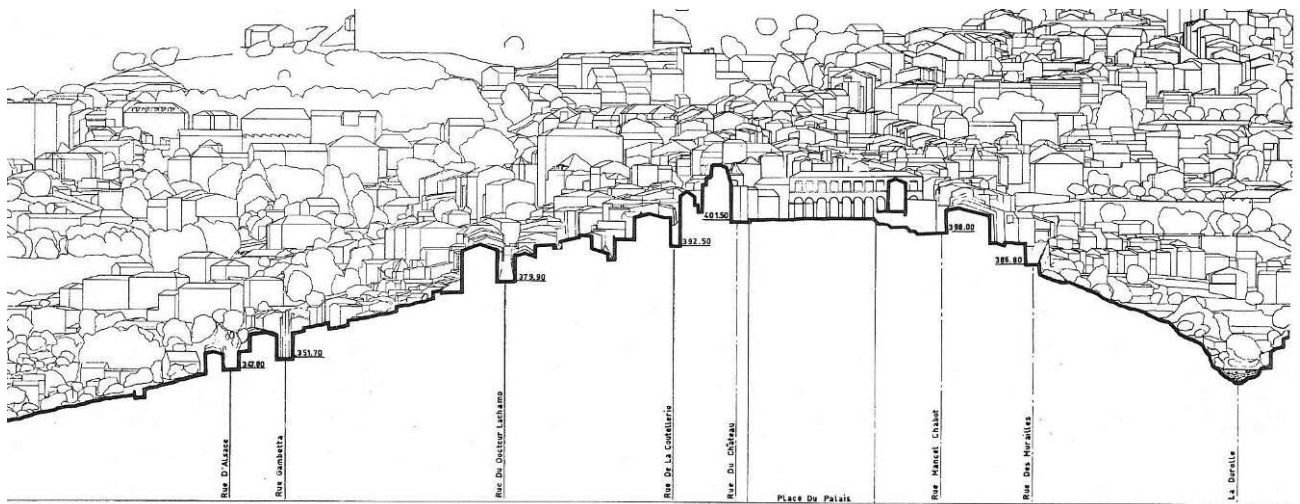 401.50
398.00
392.50
385.80
379.90
351.70
347.80
Rue D'Alsace
Rue Gambetta
Rue Du Docteur Lachamp
Rue De La Coutellerie
Rue Du Château
Rue Mancel Chabot
Rue Des Murailles
La Durolle
Place Du Palais